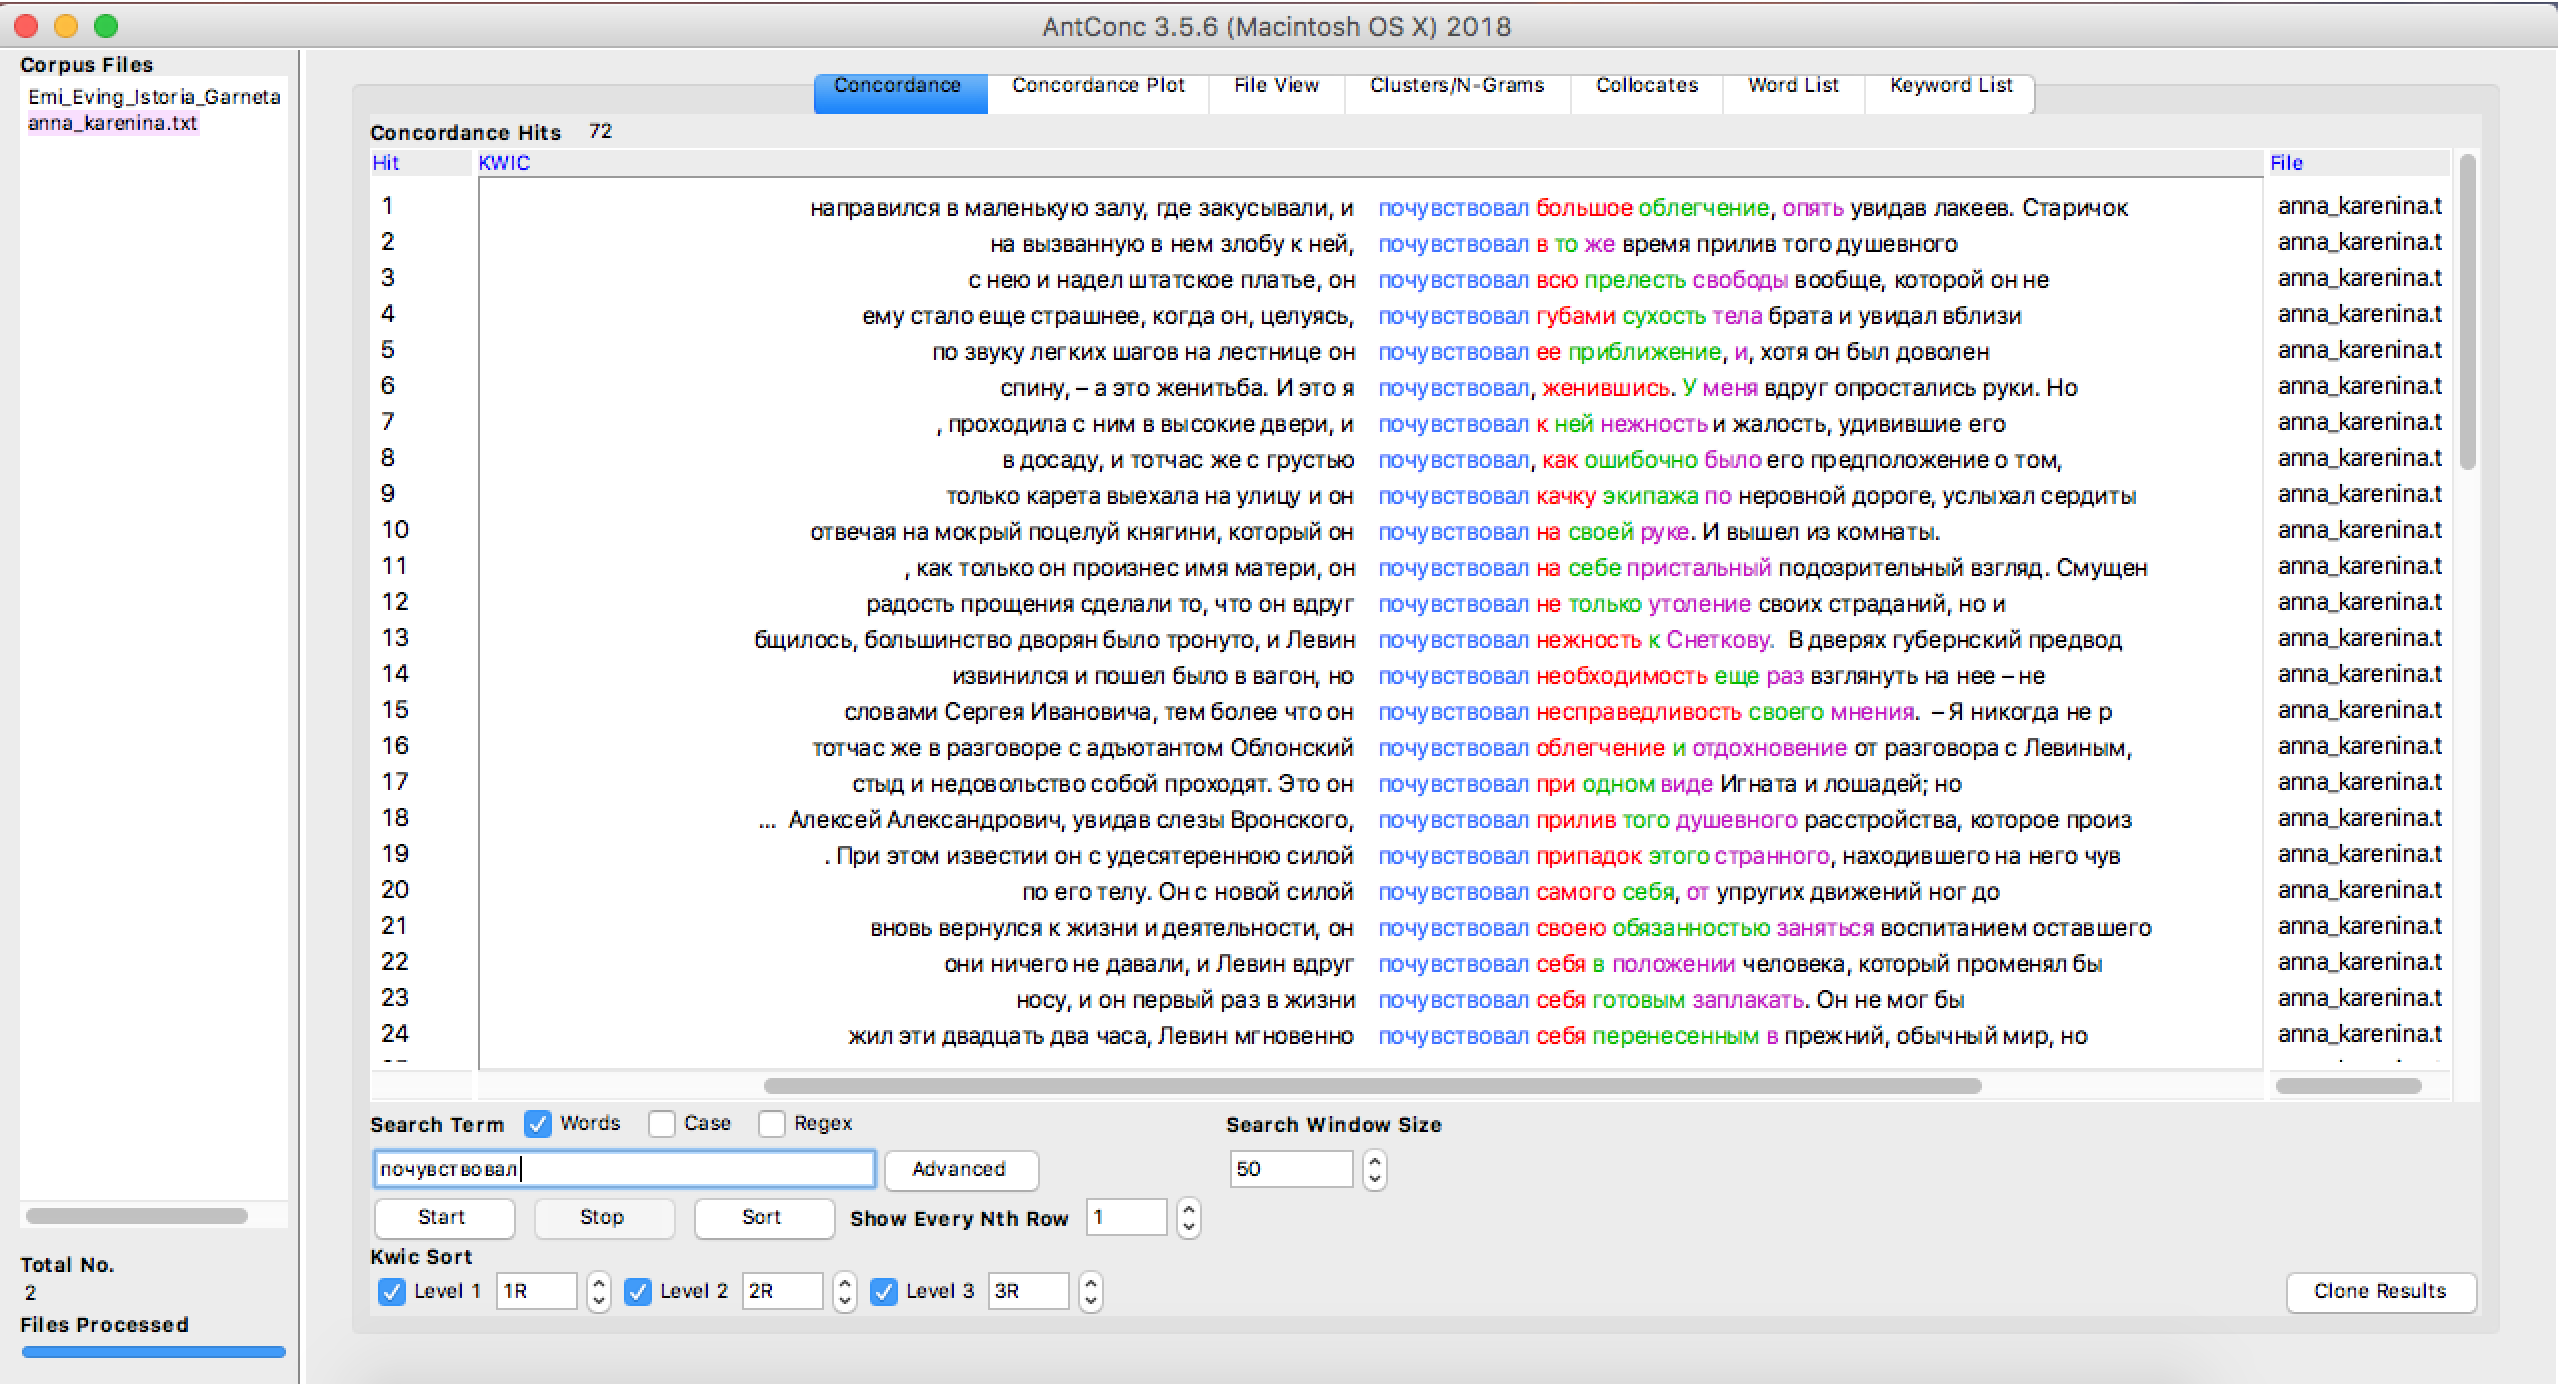 AntConc 3.5.6 (Macintosh OS X) 2018
Corpus Files
Emi_Eving_Istoria_Garneta
anna_karenina.txt
Concordance Concordance Plot File View Clusters/N-Grams Collocates Word List Keyword List
Concordance Hits 72
Hit KWIC File
1 направился в маленькую залу, где закусывали, и почувствовал большое облегчение, опять увидав лакеев. Старичок anna_karenina.t
2 на вызванную в нем злобу к ней, почувствовал в то же время прилив того душевного anna_karenina.t
3 с нею и надел штатское платье, он почувствовал всю прелесть свободы вообще, которой он не anna_karenina.t
4 ему стало еще страшнее, когда он, целуясь, почувствовал губами сухость тела брата и увидал вблизи anna_karenina.t
5 по звуку легких шагов на лестнице он почувствовал ее приближение, и, хотя он был доволен anna_karenina.t
6 спину, – а это женитьба. И это я почувствовал, женившись. У меня вдруг опростались руки. Но anna_karenina.t
7 , проходила с ним в высокие двери, и почувствовал к ней нежность и жалость, удивившие его anna_karenina.t
8 в досаду, и тотчас же с грустью почувствовал, как ошибочно было его предположение о том, anna_karenina.t
9 только карета выехала на улицу и он почувствовал качку экипажа по неровной дороге, услыхал сердиты anna_karenina.t
10 отвечая на мокрый поцелуй княгини, который он почувствовал на своей руке. И вышел из комнаты. anna_karenina.t
11 , как только он произнес имя матери, он почувствовал на себе пристальный подозрительный взгляд. Смущен anna_karenina.t
12 радость прощения сделали то, что он вдруг почувствовал не только утоление своих страданий, но и anna_karenina.t
13 бщилось, большинство дворян было тронуто, и Левин почувствовал нежность к Снеткову. В дверях губернский предвод anna_karenina.t
14 извинился и пошел было в вагон, но почувствовал необходимость еще раз взглянуть на нее – не anna_karenina.t
15 словами Сергея Ивановича, тем более что он почувствовал несправедливость своего мнения. – Я никогда не р anna_karenina.t
16 тотчас же в разговоре с адъютантом Облонский почувствовал облегчение и отдохновение от разговора с Левиным, anna_karenina.t
17 стыд и недовольство собой проходят. Это он почувствовал при одном виде Игната и лошадей; но anna_karenina.t
18 ... Алексей Александрович, увидав слезы Вронского, почувствовал прилив того душевного расстройства, которое произ anna_karenina.t
19 . При этом известии он с удесятеренною силой почувствовал припадок этого странного, находившего на него чув anna_karenina.t
20 по его телу. Он с новой силой почувствовал самого себя, от упругих движений ног до anna_karenina.t
21 вновь вернулся к жизни и деятельности, он почувствовал своею обязанностью заняться воспитанием оставшего anna_karenina.t
22 они ничего не давали, и Левин вдруг почувствовал себя в положении человека, который променял бы anna_karenina.t
23 носу, и он первый раз в жизни почувствовал себя готовым заплакать. Он не мог бы anna_karenina.t
24 жил эти двадцать два часа, Левин мгновенно почувствовал себя перенесенным в прежний, обычный мир, но anna_karenina.t
Search Term Words Case Regex Search Window Size
почувствовал Advanced 50
Start Stop Sort Show Every Nth Row 1
Kwic Sort
Level 1 1R Level 2 2R Level 3 3R Clone Results
Total No.
2
Files Processed